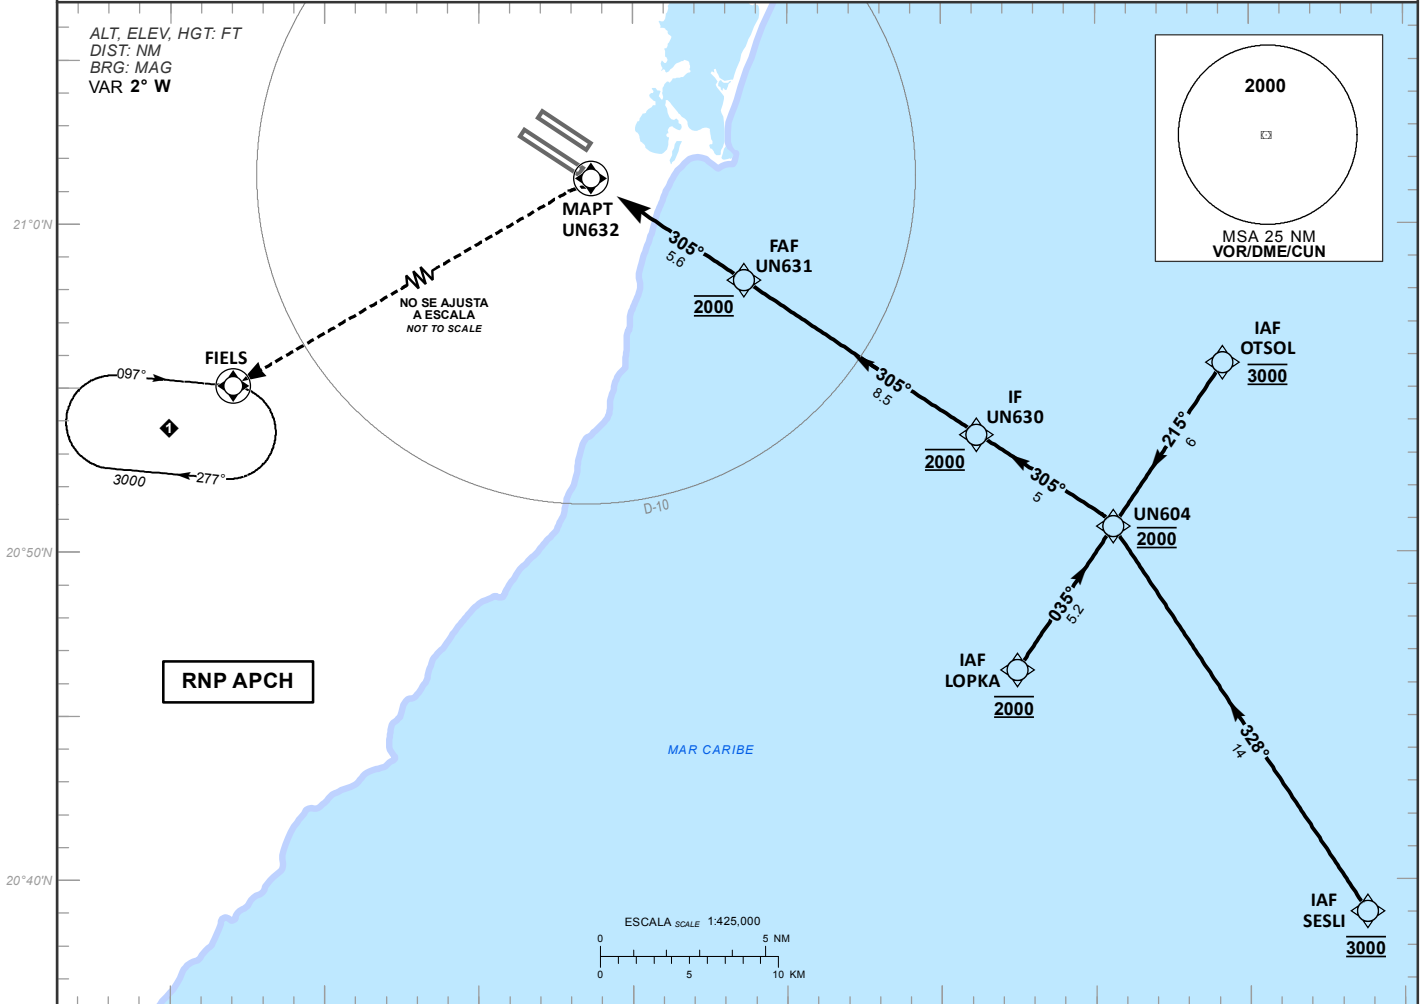 ALT, ELEV, HGT: FT
DIST: NM
BRG: MAG
VAR 2° W
2000
MSA 25 NM
VOR/DME/CUN
21°0'N
MAPT
UN632
305°
5.6
FAF
UN631
2000
NO SE AJUSTA
A ESCALA
NOT TO SCALE
FIELS
097°
1
277°
3000
IAF
OTSOL
3000
305°
8.5
IF
UN630
2000
215°
6
305°
5
D-10
UN604
2000
20°50'N
035°
5.2
IAF
LOPKA
2000
RNP APCH
MAR CARIBE
328°
14
20°40'N
IAF
SESLI
3000
ESCALA SCALE 1:425,000
0 5 NM
0 5 10 KM